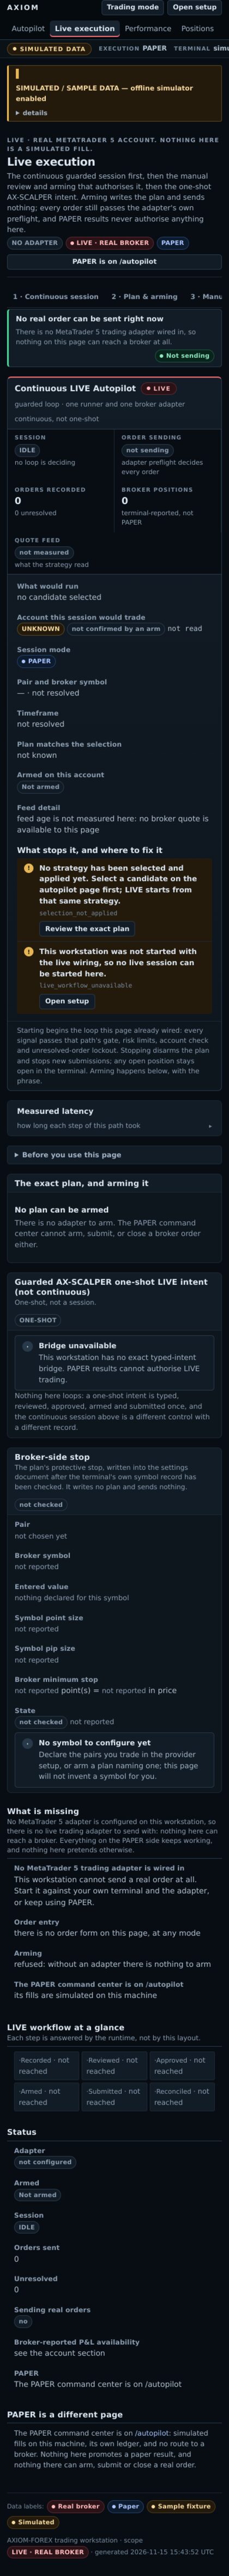 AXIOM
Trading mode
Open setup
Autopilot
Live execution
Performance
Positions
SIMULATED DATA
EXECUTION PAPER
TERMINAL simu
SIMULATED / SAMPLE DATA — offline simulator
enabled
▸ details
LIVE · REAL METATRADER 5 ACCOUNT. NOTHING HERE
IS A SIMULATED FILL.
Live execution
The continuous guarded session first, then the manual
review and arming that authorises it, then the one-shot
AX-SCALPER intent. Arming writes the plan and sends
nothing; every order still passes the adapter's own
preflight, and PAPER results never authorise anything
here.
NO ADAPTER
LIVE · REAL BROKER
PAPER
PAPER is on /autopilot
1 · Continuous session
2 · Plan & arming
3 · Manu
No real order can be sent right now
There is no MetaTrader 5 trading adapter wired in, so
nothing on this page can reach a broker at all.
Not sending
Continuous LIVE Autopilot
LIVE
guarded loop · one runner and one broker adapter
continuous, not one-shot
SESSION
IDLE
no loop is deciding
ORDER SENDING
not sending
adapter preflight decides
every order
ORDERS RECORDED
0
0 unresolved
BROKER POSITIONS
0
terminal-reported, not
PAPER
QUOTE FEED
not measured
what the strategy read
What would run
no candidate selected
Account this session would trade
UNKNOWN not confirmed by an arm not read
Session mode
PAPER
Pair and broker symbol
— · not resolved
Timeframe
not resolved
Plan matches the selection
not known
Armed on this account
Not armed
Feed detail
feed age is not measured here: no broker quote is
available to this page
What stops it, and where to fix it
No strategy has been selected and
applied yet. Select a candidate on the
autopilot page first; LIVE starts from
that same strategy.
selection_not_applied
Review the exact plan
This workstation was not started with
the live wiring, so no live session can
be started here.
live_workflow_unavailable
Open setup
Starting begins the loop this page already wired: every
signal passes that path's gate, risk limits, account check
and unresolved-order lockout. Stopping disarms the plan
and stops new submissions; any open position stays
open in the terminal. Arming happens below, with the
phrase.
Measured latency
how long each step of this path took
▸ Before you use this page
The exact plan, and arming it
No plan can be armed
There is no adapter to arm. The PAPER command
center cannot arm, submit, or close a broker order
either.
Guarded AX-SCALPER one-shot LIVE intent
(not continuous)
One-shot, not a session.
ONE-SHOT
Bridge unavailable
This workstation has no exact typed-intent
bridge. PAPER results cannot authorise LIVE
trading.
Nothing here loops: a one-shot intent is typed,
reviewed, approved, armed and submitted once, and
the continuous session above is a different control with
a different record.
Broker-side stop
The plan's protective stop, written into the settings
document after the terminal's own symbol record has
been checked. It writes no plan and sends nothing.
not checked
Pair
not chosen yet
Broker symbol
not reported
Entered value
nothing declared for this symbol
Symbol point size
not reported
Symbol pip size
not reported
Broker minimum stop
not reported point(s) = not reported in price
State
not checked not reported
No symbol to configure yet
Declare the pairs you trade in the provider
setup, or arm a plan naming one; this page
will not invent a symbol for you.
What is missing
No MetaTrader 5 adapter is configured on this workstation, so
there is no live trading adapter to send with: nothing here can
reach a broker. Everything on the PAPER side keeps working,
and nothing here pretends otherwise.
No MetaTrader 5 trading adapter is wired in
This workstation cannot send a real order at all.
Start it against your own terminal and the adapter,
or keep using PAPER.
Order entry
there is no order form on this page, at any mode
Arming
refused: without an adapter there is nothing to arm
The PAPER command center is on /autopilot
its fills are simulated on this machine
LIVE workflow at a glance
Each step is answered by the runtime, not by this layout.
·Recorded · not
reached
·Reviewed · not
reached
·Approved · not
reached
·Armed · not
reached
·Submitted · not
reached
·Reconciled · not
reached
Status
Adapter
not configured
Armed
Not armed
Session
IDLE
Orders sent
0
Unresolved
0
Sending real orders
no
Broker-reported P&L availability
see the account section
PAPER
The PAPER command center is on /autopilot
PAPER is a different page
The PAPER command center is on /autopilot: simulated
fills on this machine, its own ledger, and no route to a
broker. Nothing here promotes a paper result, and
nothing there can arm, submit or close a real order.
Data labels:
Real broker
Paper
Sample fixture
Simulated
AXIOM-FOREX trading workstation · scope
LIVE · REAL BROKER · generated 2026-11-15 15:43:52 UTC